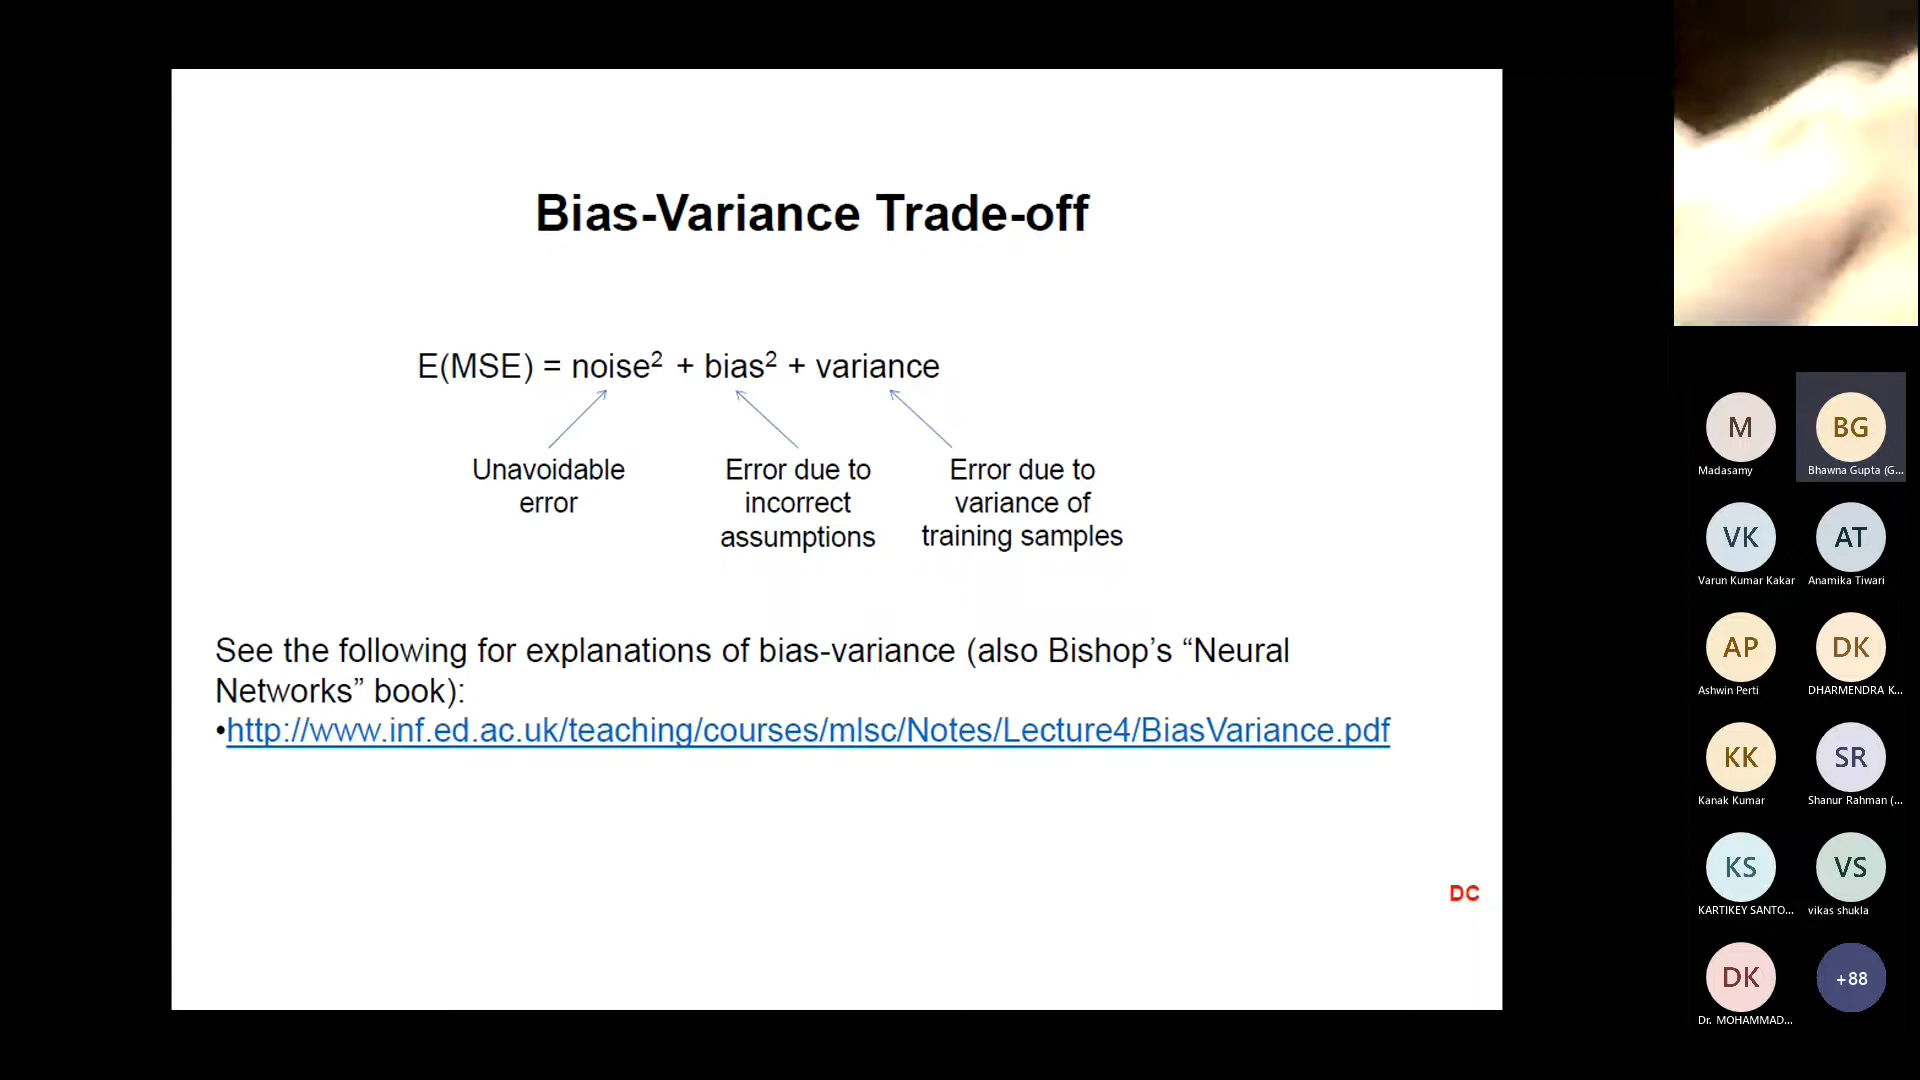 Bias-Variance Trade-off
E(MSE) = noise² + bias² + variance
Unavoidable
error
Error due to
incorrect
assumptions
Error due to
variance of
training samples
See the following for explanations of bias-variance (also Bishop’s “Neural
Networks” book):
•http://www.inf.ed.ac.uk/teaching/courses/mlsc/Notes/Lecture4/BiasVariance.pdf
DC
M
Madasamy
BG
Bhawna Gupta (G...
VK
Varun Kumar Kakar
AT
Anamika Tiwari
AP
Ashwin Perti
DK
DHARMENDRA K...
KK
Kanak Kumar
SR
Shanur Rahman (...
KS
KARTIKEY SANTO...
VS
vikas shukla
DK
Dr. MOHAMMAD...
+88